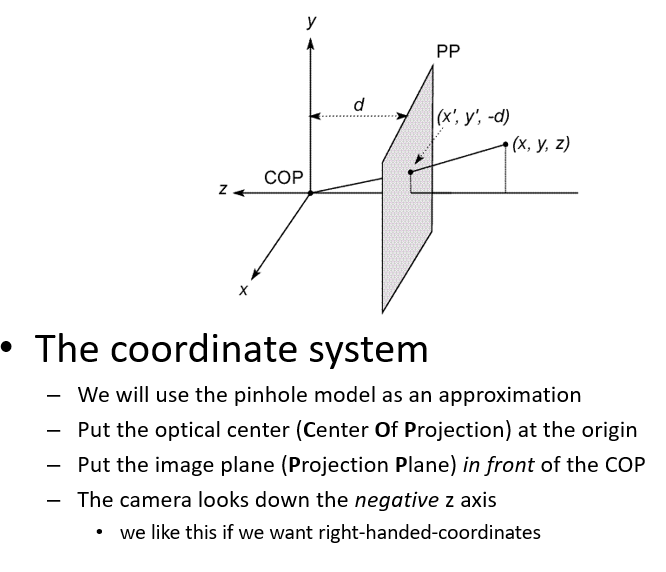 y
PP
d
(x', y', -d)
(x, y, z)
COP
z
x
• The coordinate system
– We will use the pinhole model as an approximation
– Put the optical center (Center Of Projection) at the origin
– Put the image plane (Projection Plane) in front of the COP
– The camera looks down the negative z axis
• we like this if we want right-handed-coordinates